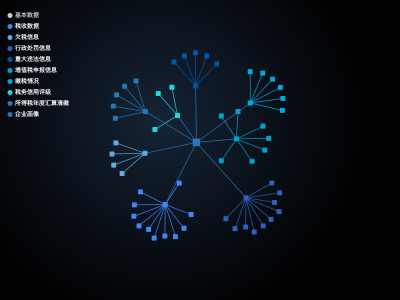 基本数据
税收数据
欠税信息
行政处罚信息
重大违法信息
增值税申报信息
缴税情况
税务信用评级
所得税年度汇算清缴
企业画像